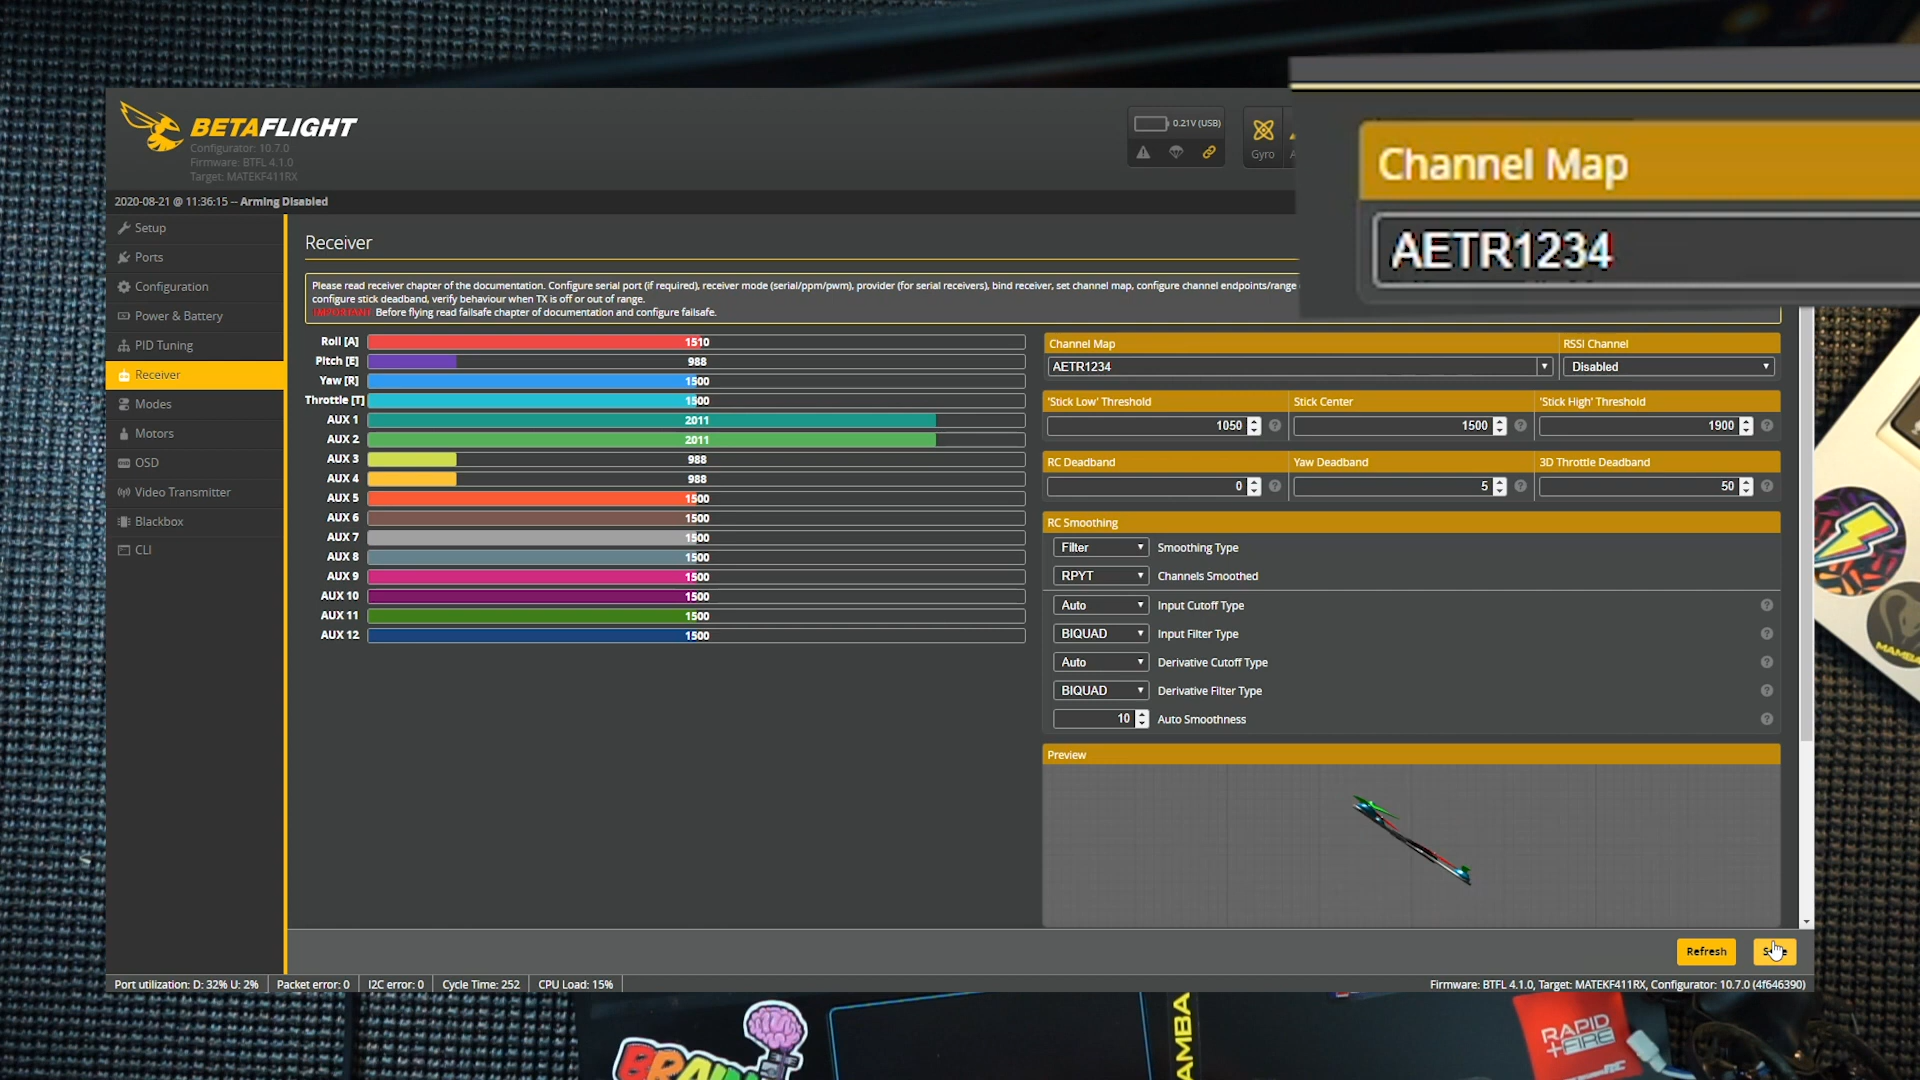 BETAFLIGHT
Configurator: 10.7.0
Firmware: BTFL 4.1.0
Target: MATEKF411RX
0.21V (USB)
Gyro
Channel Map
AETR1234
2020-08-21 @ 11:36:15 -- Arming Disabled
Setup
Ports
Configuration
Power & Battery
PID Tuning
Receiver
Modes
Motors
OSD
Video Transmitter
Blackbox
CLI
Receiver
Please read receiver chapter of the documentation. Configure serial port (if required), receiver mode (serial/ppm/pwm), provider (for serial receivers), bind receiver, set channel map, configure channel endpoints/range
configure stick deadband, verify behaviour when TX is off or out of range.
IMPORTANT: Before flying read failsafe chapter of documentation and configure failsafe.
Roll [A] 1510
Pitch [E] 988
Yaw [R] 1500
Throttle [T] 1500
AUX 1 2011
AUX 2 2011
AUX 3 988
AUX 4 988
AUX 5 1500
AUX 6 1500
AUX 7 1500
AUX 8 1500
AUX 9 1500
AUX 10 1500
AUX 11 1500
AUX 12 1500
Channel Map RSSI Channel
AETR1234 Disabled
'Stick Low' Threshold Stick Center 'Stick High' Threshold
1050 1500 1900
RC Deadband Yaw Deadband 3D Throttle Deadband
0 5 50
RC Smoothing
Filter Smoothing Type
RPYT Channels Smoothed
Auto Input Cutoff Type
BIQUAD Input Filter Type
Auto Derivative Cutoff Type
BIQUAD Derivative Filter Type
10 Auto Smoothness
Preview
Refresh
Port utilization: D: 32% U: 2% Packet error: 0 I2C error: 0 Cycle Time: 252 CPU Load: 15%
Firmware: BTFL 4.1.0, Target: MATEKF411RX, Configurator: 10.7.0 (4f646390)
MAMBA
MAMBA
RAPID
+FIRE